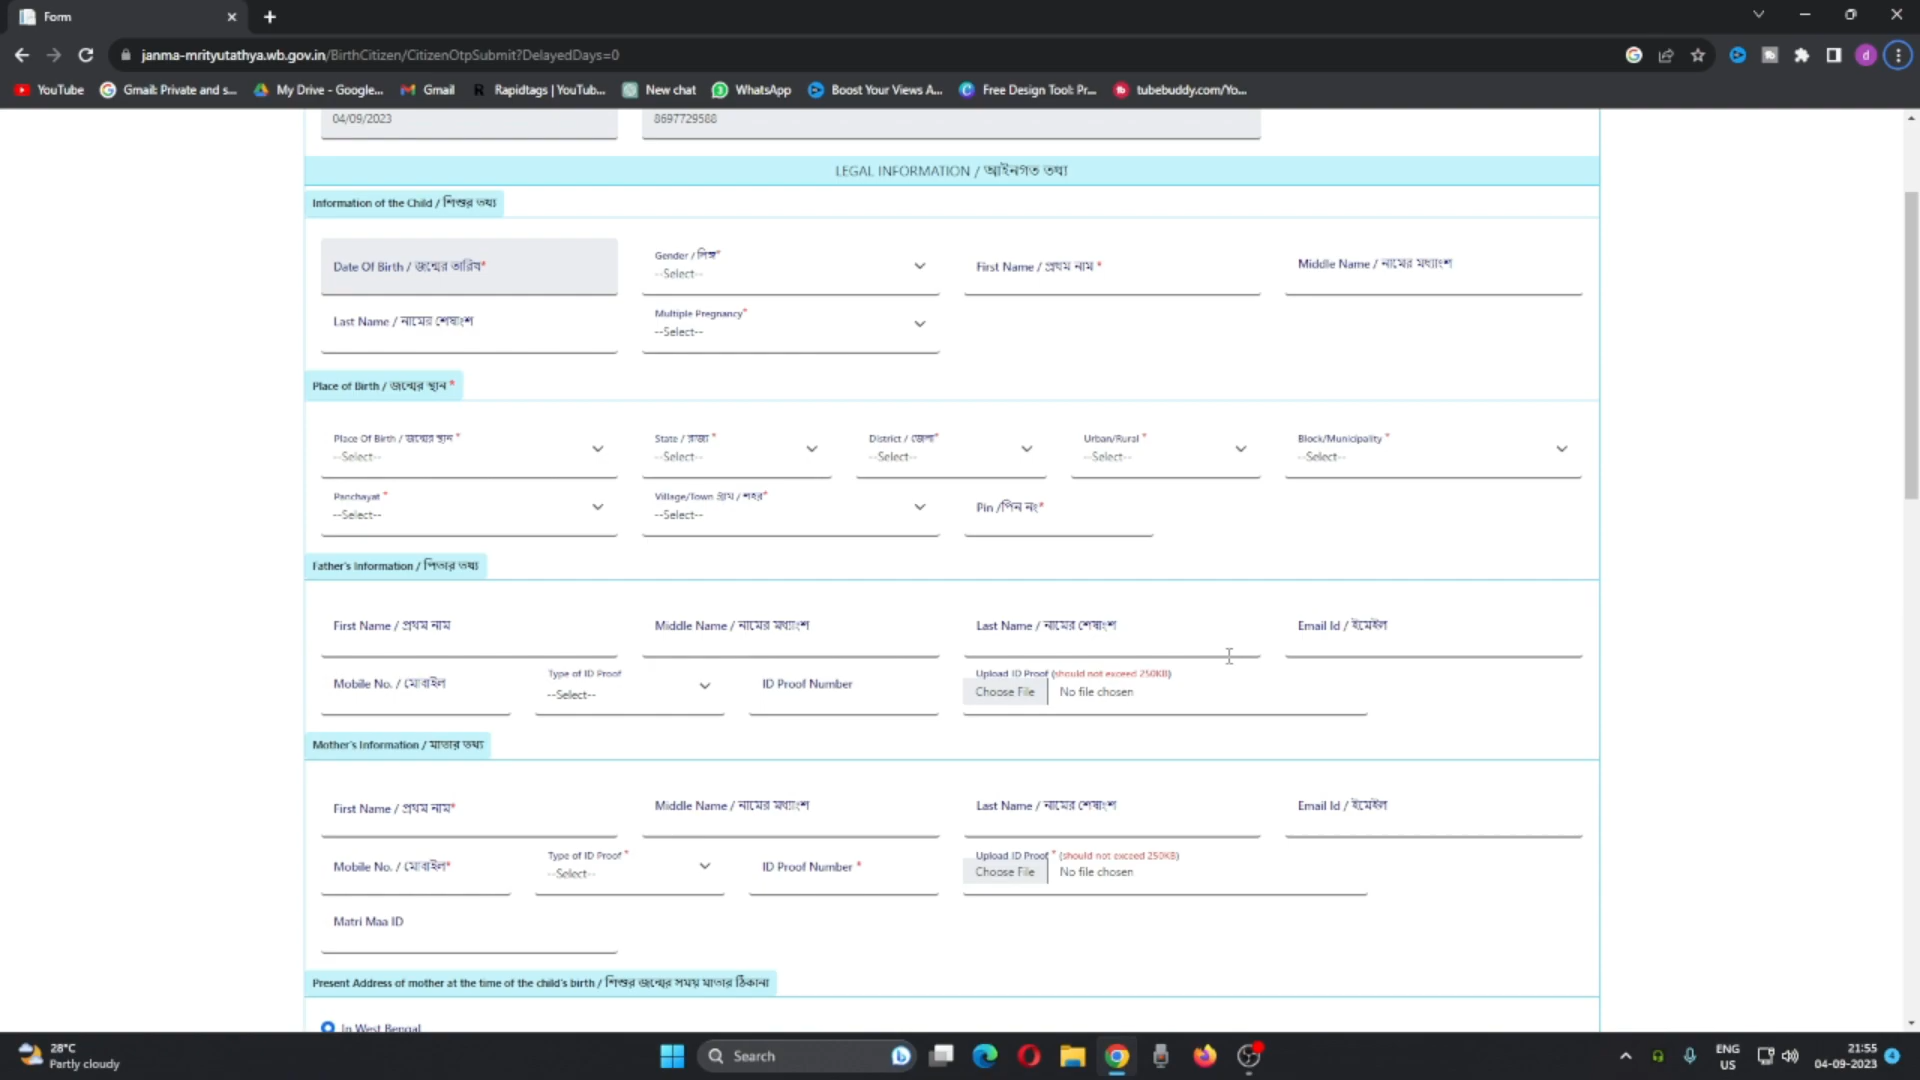 Form
janma-mrityutathya.wb.gov.in/BirthCitizen/CitizenOtpSubmit?DelayedDays=0
YouTube Gmail: Private and s... My Drive - Google... Gmail Rapidtags | YouTub... New chat WhatsApp Boost Your Views A... Free Design Tool: Pr... tubebuddy.com/Yo...
04/09/2023 8697729588
LEGAL INFORMATION / আইনগত তথ্য
Information of the Child / শিশুর তথ্য
Date Of Birth / জন্মের তারিখ* Gender / লিঙ্গ* --Select-- First Name / প্রথম নাম * Middle Name / নামের মধ্যাংশ
Last Name / নামের শেষাংশ Multiple Pregnancy* --Select--
Place of Birth / জন্মের স্থান *
Place Of Birth / জন্মের স্থান * State / রাজ্য * District / জেলা* Urban/Rural * Block/Municipality *
--Select-- --Select-- --Select-- --Select-- --Select--
Panchayat * Village/Town গ্রাম / শহর* Pin /পিন নং*
--Select-- --Select--
Father's Information / পিতার তথ্য
First Name / প্রথম নাম Middle Name / নামের মধ্যাংশ Last Name / নামের শেষাংশ Email Id / ইমেইল
Mobile No. / মোবাইল Type of ID Proof --Select-- ID Proof Number Upload ID Proof (should not exceed 250KB)
Choose File No file chosen
Mother's Information / মাতার তথ্য
First Name / প্রথম নাম* Middle Name / নামের মধ্যাংশ Last Name / নামের শেষাংশ Email Id / ইমেইল
Mobile No. / মোবাইল* Type of ID Proof * --Select-- ID Proof Number * Upload ID Proof * (should not exceed 250KB)
Choose File No file chosen
Matri Maa ID
Present Address of mother at the time of the child's birth / শিশুর জন্মের সময় মাতার ঠিকানা
In West Bengal
28°C
Partly cloudy
Search
ENG
US
21:55
04-09-2023
4